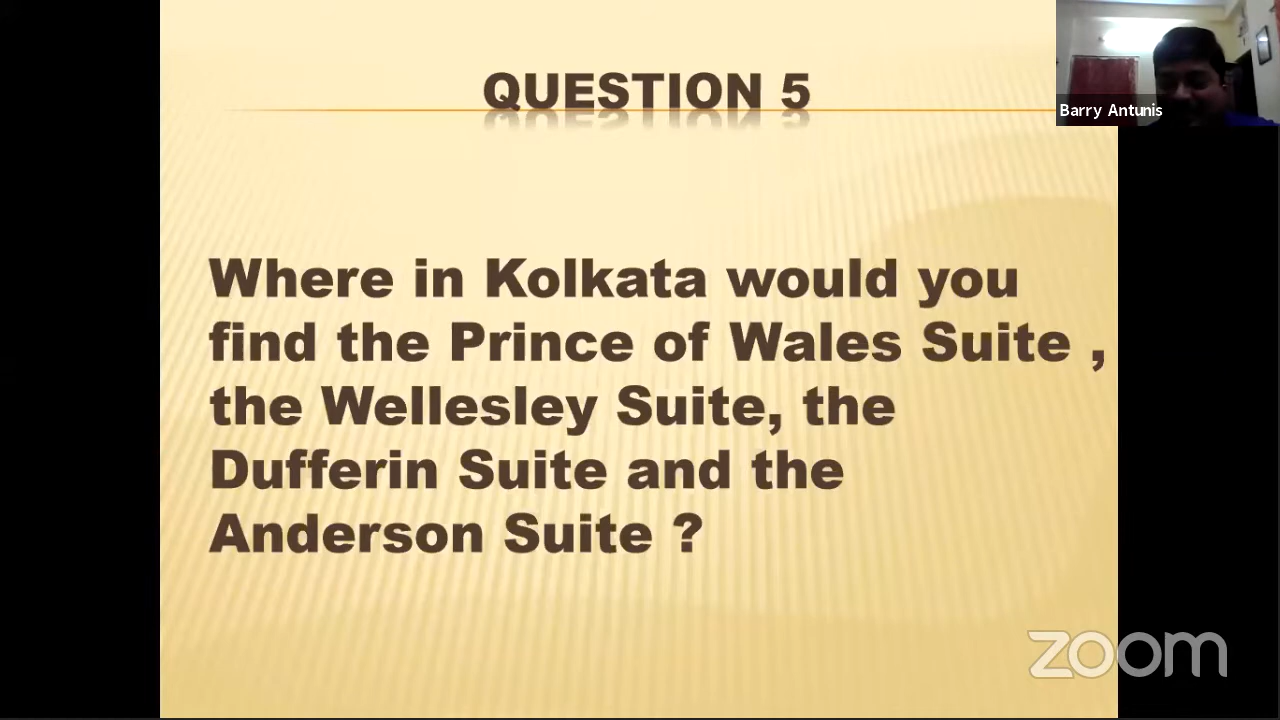 QUESTION 5
Barry Antunis
Where in Kolkata would you
find the Prince of Wales Suite ,
the Wellesley Suite, the
Dufferin Suite and the
Anderson Suite ?
zoom